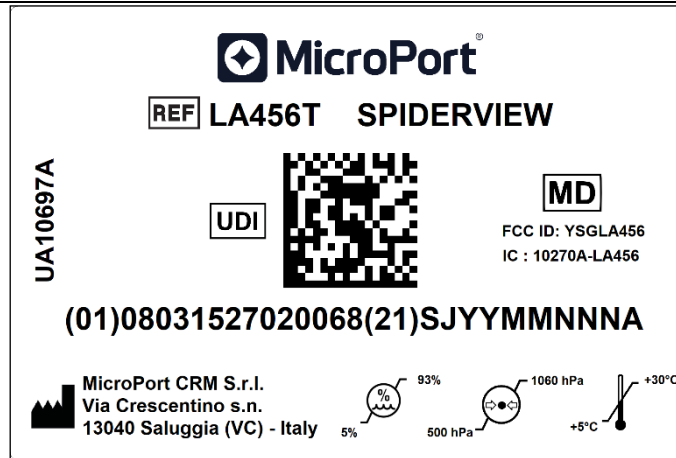 MicroPort®
REF LA456T SPIDERVIEW
UA10697A
UDI
MD
FCC ID: YSGLA456
IC : 10270A-LA456
(01)08031527020068(21)SJYYMMNNNA
MicroPort CRM S.r.l.
Via Crescentino s.n.
13040 Saluggia (VC) - Italy
%
93%
5%
1060 hPa
500 hPa
+30°C
+5°C